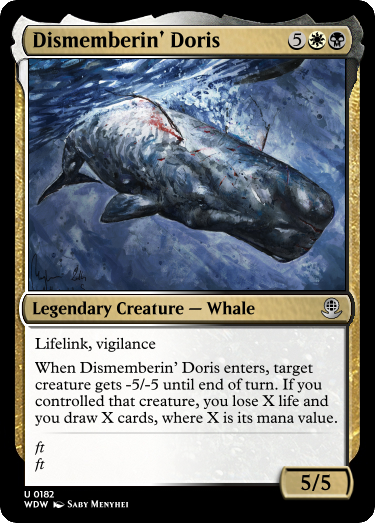 Dismemberin' Doris 5
Legendary Creature — Whale
Lifelink, vigilance
When Dismemberin' Doris enters, target
creature gets -5/-5 until end of turn. If you
controlled that creature, you lose X life and
you draw X cards, where X is its mana value.
ft
ft
5/5
U 0182
WDW SABY MENYHEI